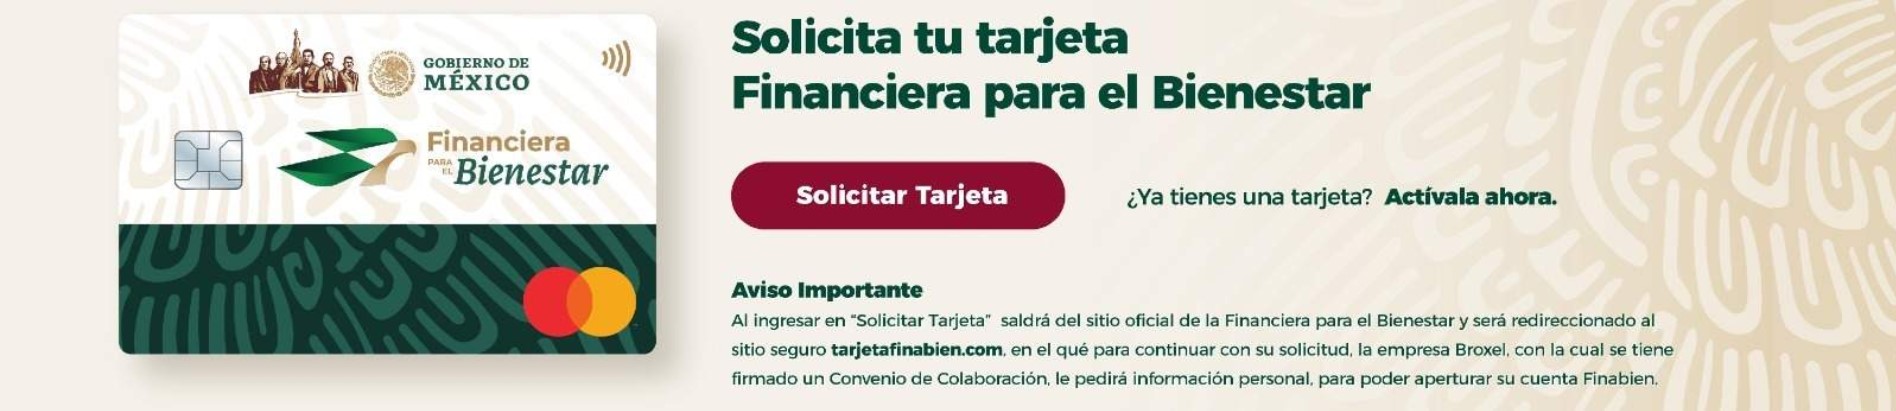 GOBIERNO DE
MÉXICO
Financiera
PARA EL
Bienestar
Solicita tu tarjeta
Financiera para el Bienestar
Solicitar Tarjeta
¿Ya tienes una tarjeta? Actívala ahora.
Aviso Importante
Al ingresar en “Solicitar Tarjeta” saldrá del sitio oficial de la Financiera para el Bienestar y será redireccionado al
sitio seguro tarjetafinabien.com, en el qué para continuar con su solicitud, la empresa Broxel, con la cual se tiene
firmado un Convenio de Colaboración, le pedirá información personal, para poder aperturar su cuenta Finabien.